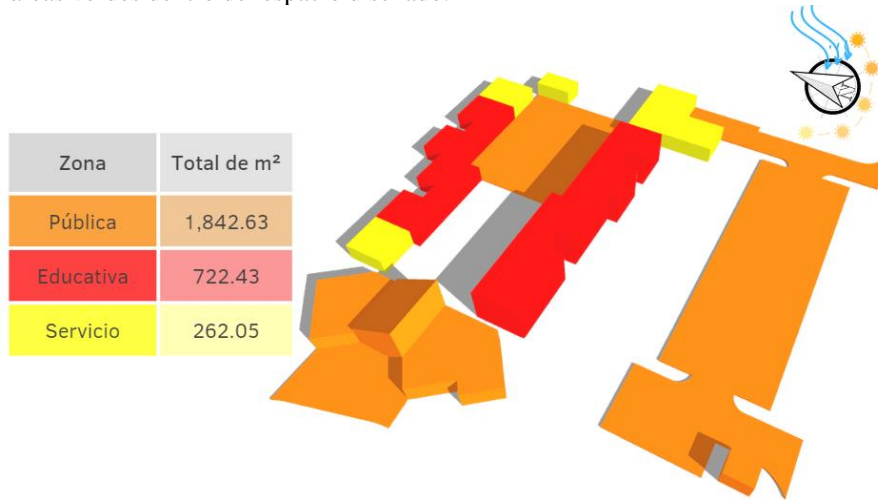 Zona Total de m²
Pública 1,842.63
Educativa 722.43
Servicio 262.05